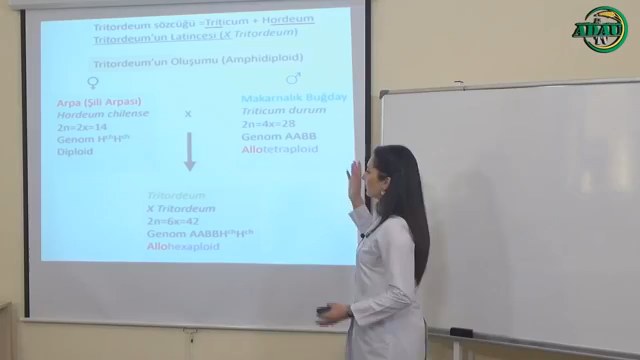 Tritordeum sözcüğü =Triticum + Hordeum
Tritordeum'un Latincesi (X Tritordeum)
Tritordeum'un Oluşumu (Amphidiploid)
♀
Arpa (Şili Arpası)
Hordeum chilense
2n=2x=14
Genom HᶜʰHᶜʰ
Diploid
X
♂
Makarnalık Buğday
Triticum durum
2n=4x=28
Genom AABB
Allotetraploid
Tritordeum
X Tritordeum
2n=6x=42
Genom AABBHᶜʰHᶜʰ
Allohexaploid
ADAU
TV